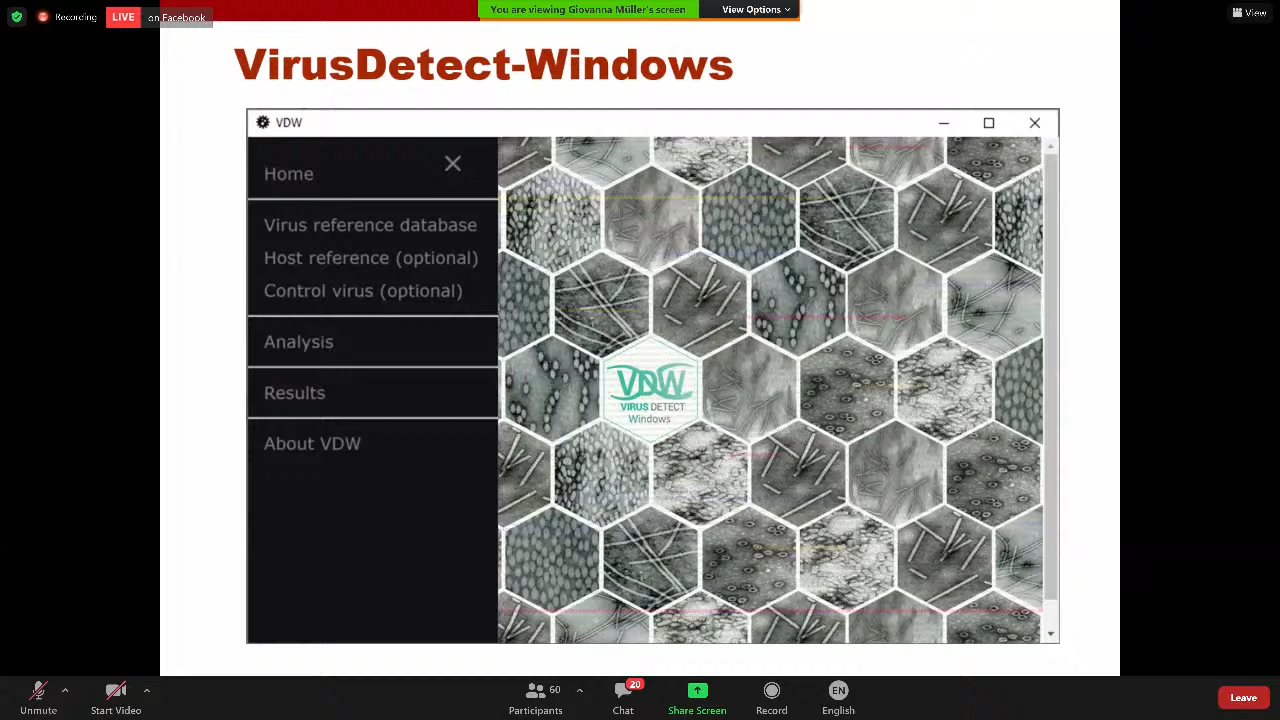 Recording
LIVE
on Facebook
You are viewing Giovanna Müller's screen
View Options
View
VirusDetect-Windows
VDW
Home
Virus reference database
Host reference (optional)
Control virus (optional)
Analysis
Results
About VDW
VDW
VIRUS DETECT
Windows
Unmute
Start Video
60
Participants
20
Chat
Share Screen
Record
EN
English
Leave